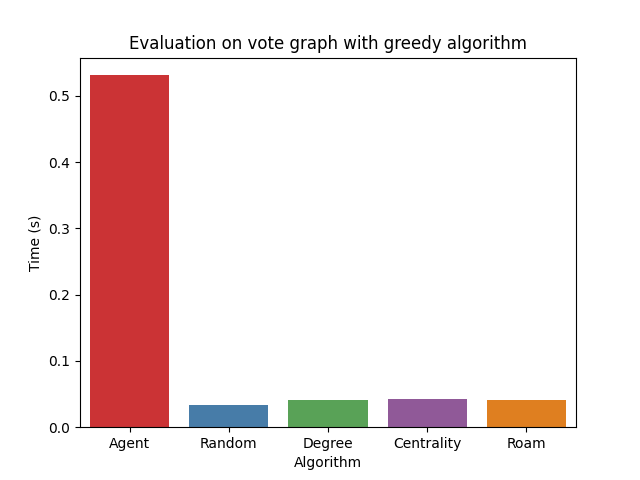 Evaluation on vote graph with greedy algorithm
Time (s)
0.5
0.4
0.3
0.2
0.1
0.0
Agent Random Degree Centrality Roam
Algorithm